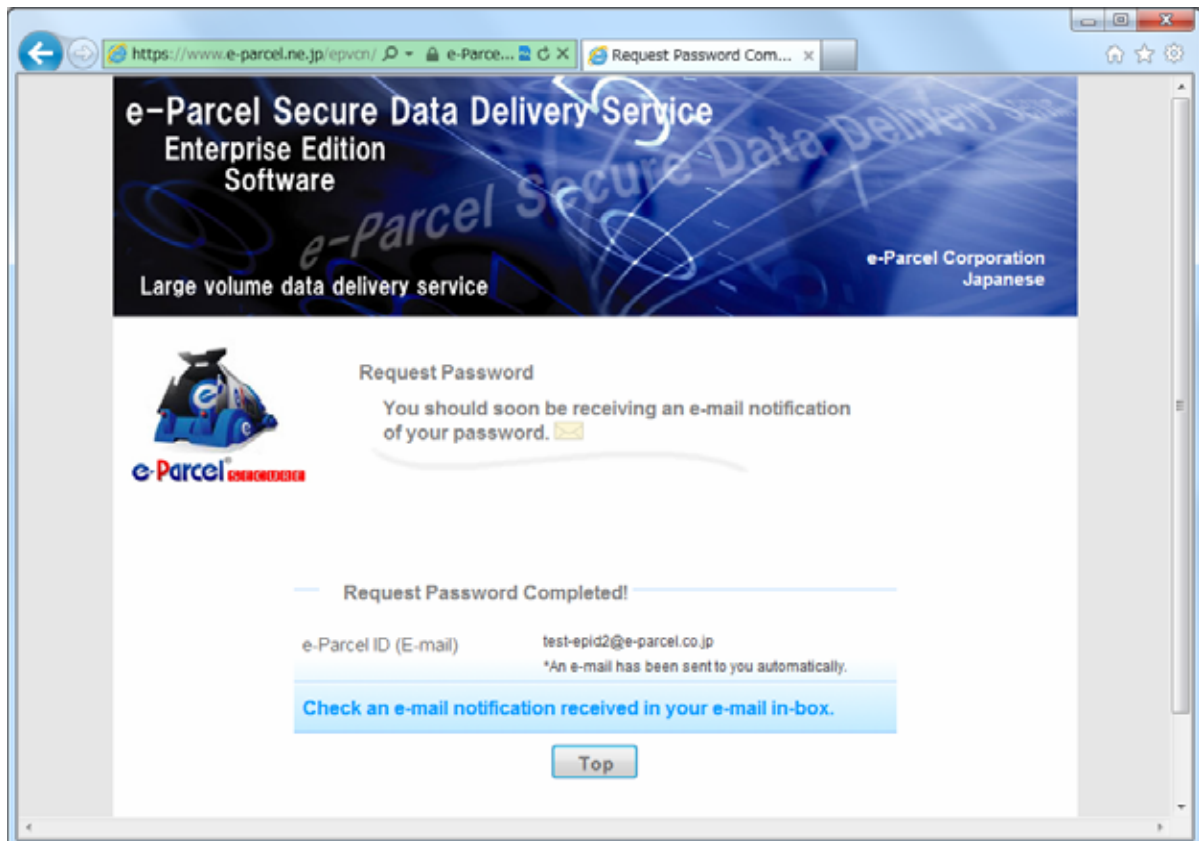 https://www.e-parcel.ne.jp/epvcn/
e-Parce...
Request Password Com...
e-Parcel Secure Data Delivery Service
Enterprise Edition
Software
e-Parcel Secure Data Delivery
e-Parcel Corporation
Japanese
Large volume data delivery service
Request Password
You should soon be receiving an e-mail notification
of your password.
e-Parcel
Request Password Completed!
e-Parcel ID (E-mail) test-epid2@e-parcel.co.jp
*An e-mail has been sent to you automatically.
Check an e-mail notification received in your e-mail in-box.
Top